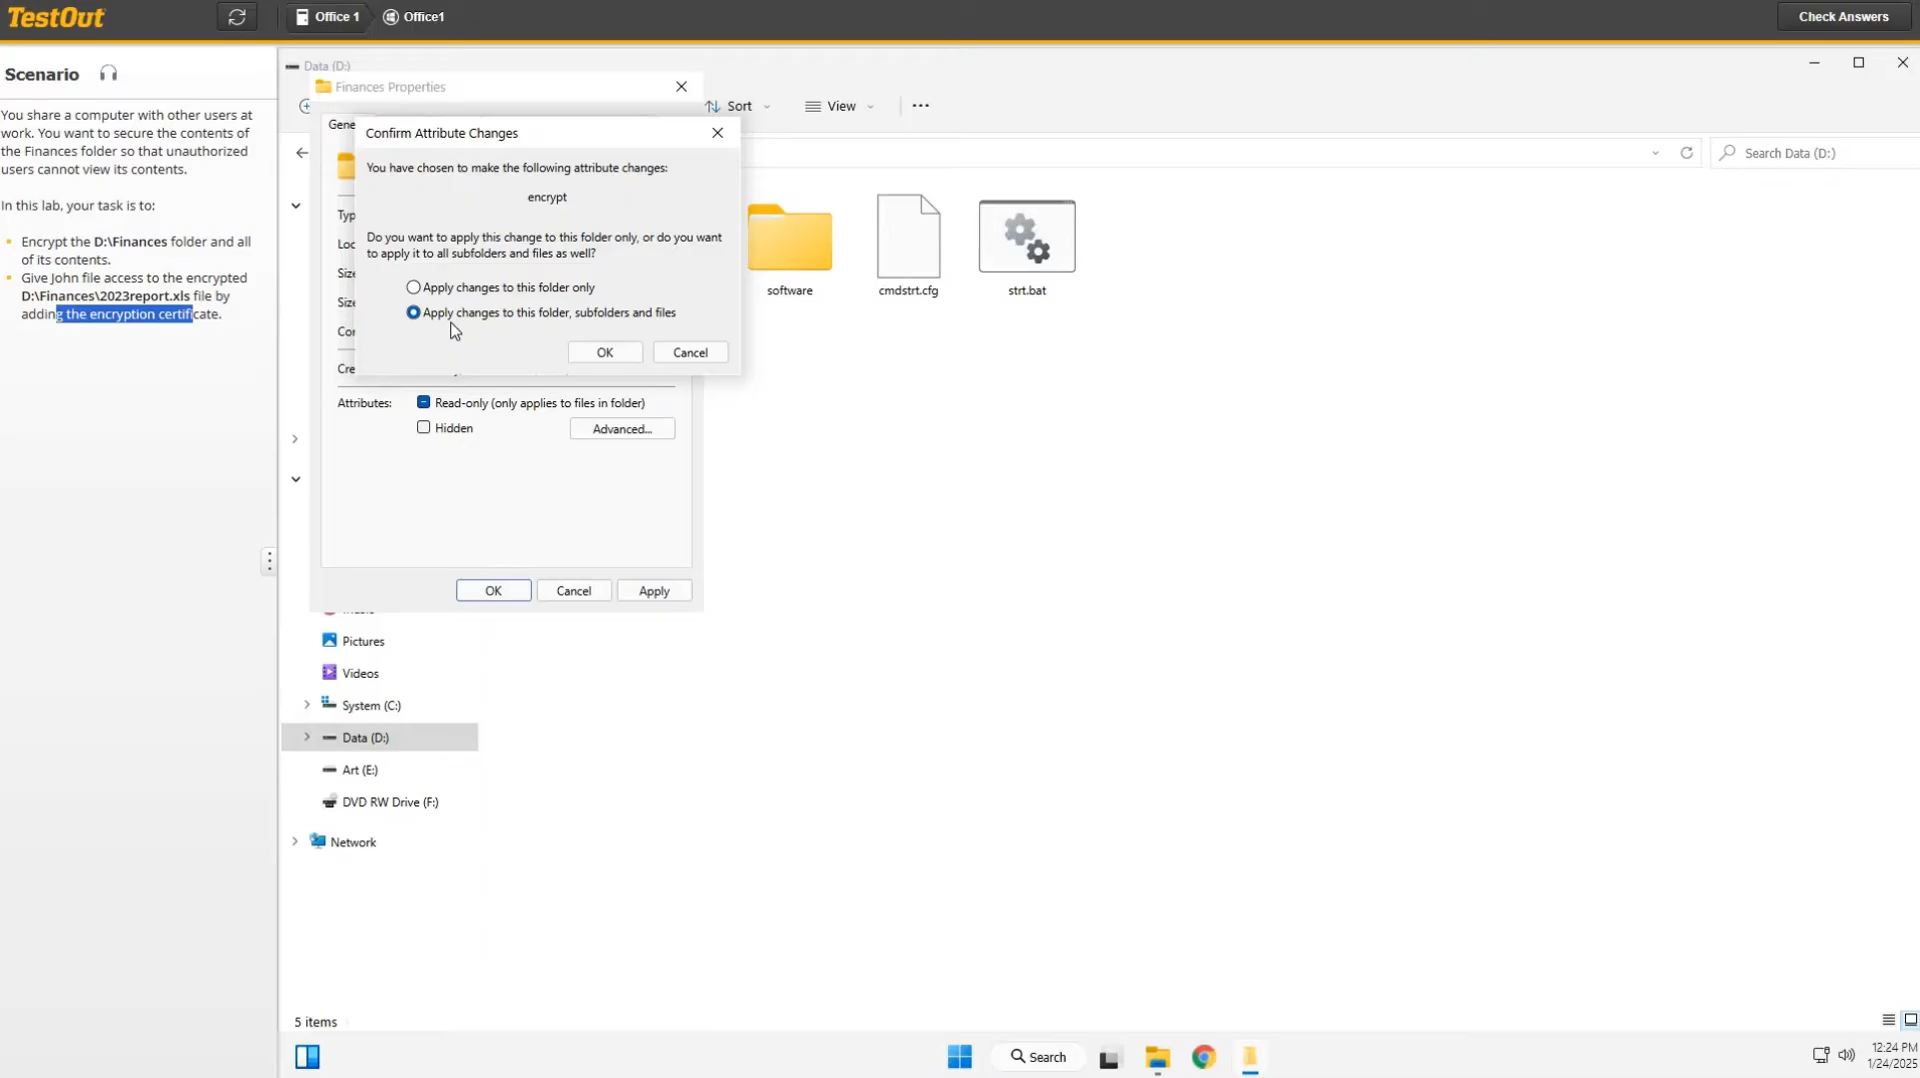 TestOut
Office 1
Office1
Check Answers
Scenario
You share a computer with other users at
work. You want to secure the contents of
the Finances folder so that unauthorized
users cannot view its contents.
In this lab, your task is to:
Encrypt the D:\Finances folder and all
of its contents.
Give John file access to the encrypted
D:\Finances\2023report.xls file by
adding the encryption certificate.
Data (D:)
Finances Properties
Sort
View
Search Data (D:)
Gene
Confirm Attribute Changes
You have chosen to make the following attribute changes:
encrypt
Do you want to apply this change to this folder only, or do you want
to apply it to all subfolders and files as well?
Apply changes to this folder only
Apply changes to this folder, subfolders and files
OK
Cancel
Typ
Loc
Size
Size
Cor
Cre
Attributes:
Read-only (only applies to files in folder)
Hidden
Advanced...
OK
Cancel
Apply
software
cmdstrt.cfg
strt.bat
Pictures
Videos
System (C:)
Data (D:)
Art (E:)
DVD RW Drive (F:)
Network
5 items
Search
12:24 PM
1/24/2025